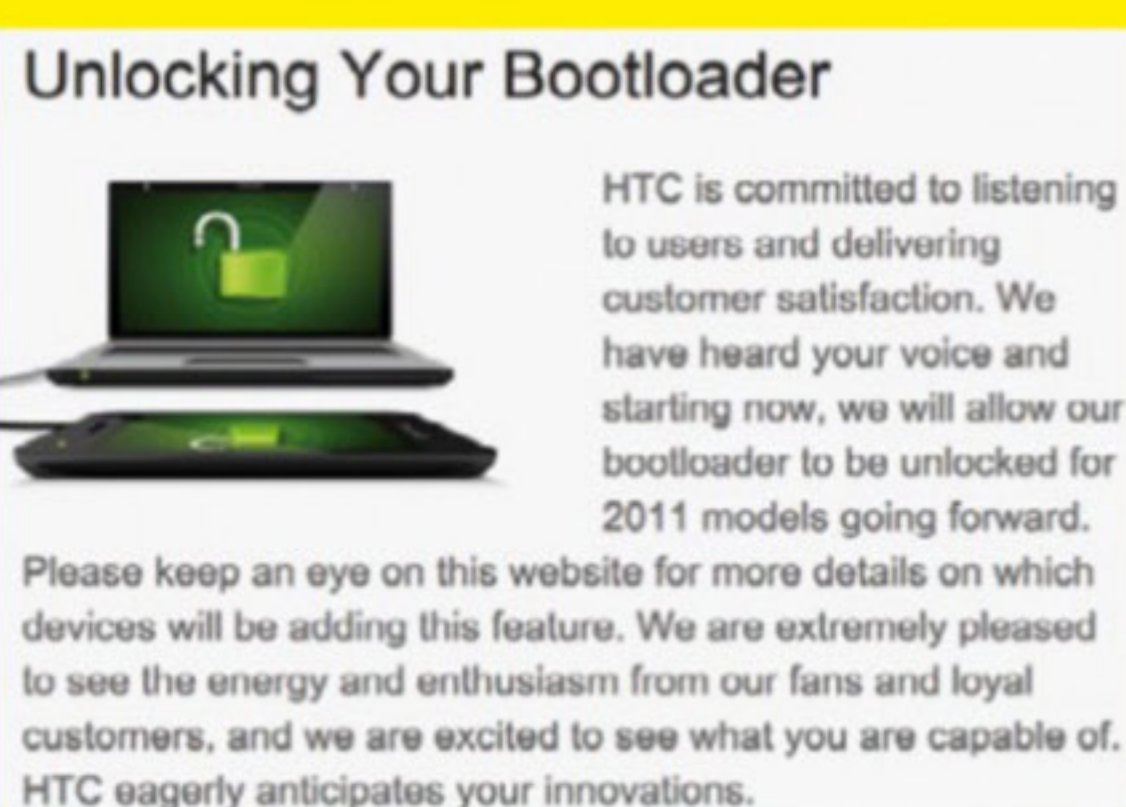 Unlocking Your Bootloader
HTC is committed to listening
to users and delivering
customer satisfaction. We
have heard your voice and
starting now, we will allow our
bootloader to be unlocked for
2011 models going forward.
Please keep an eye on this website for more details on which
devices will be adding this feature. We are extremely pleased
to see the energy and enthusiasm from our fans and loyal
customers, and we are excited to see what you are capable of.
HTC eagerly anticipates your innovations.